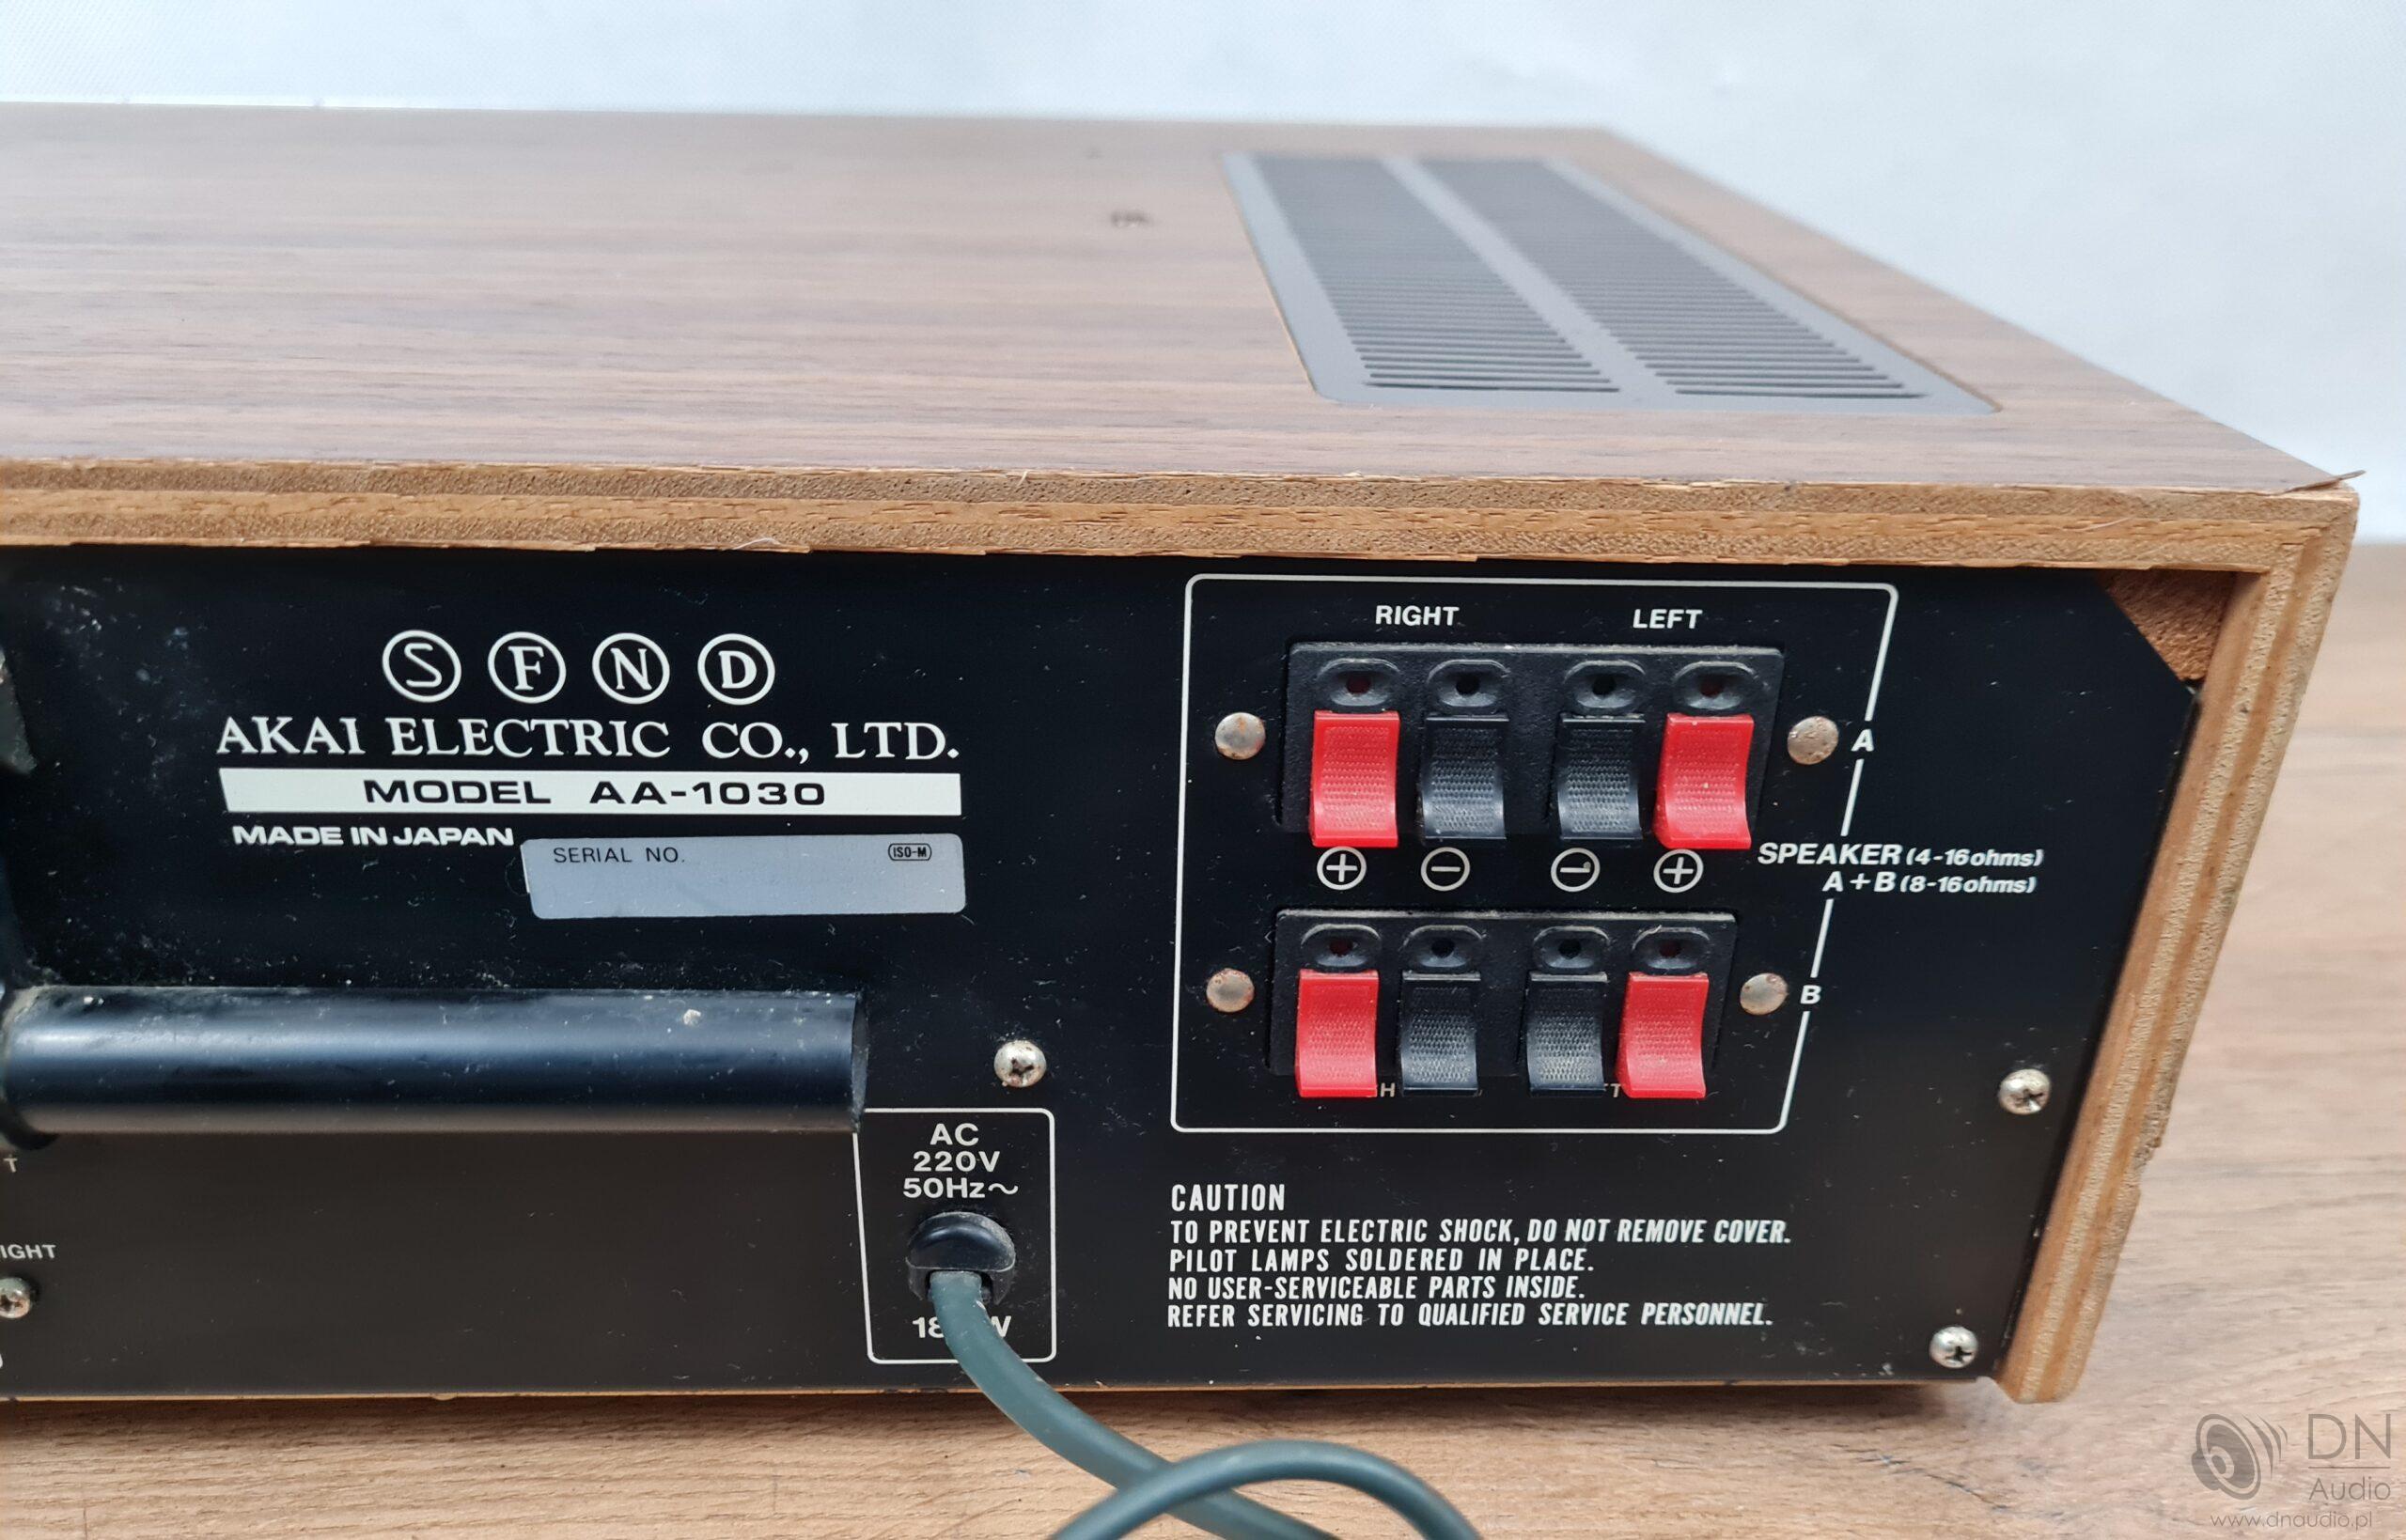 S F N D
AKAI ELECTRIC CO., LTD.
MODEL AA-1030
MADE IN JAPAN
SERIAL NO. ISO-M
RIGHT LEFT
A
+ − − +
SPEAKER (4-16ohms)
A+B (8-16ohms)
B
AC
220V
50Hz~
CAUTION
TO PREVENT ELECTRIC SHOCK, DO NOT REMOVE COVER.
PILOT LAMPS SOLDERED IN PLACE.
NO USER-SERVICEABLE PARTS INSIDE.
REFER SERVICING TO QUALIFIED SERVICE PERSONNEL.
DN
Audio
www.dnaudio.pl